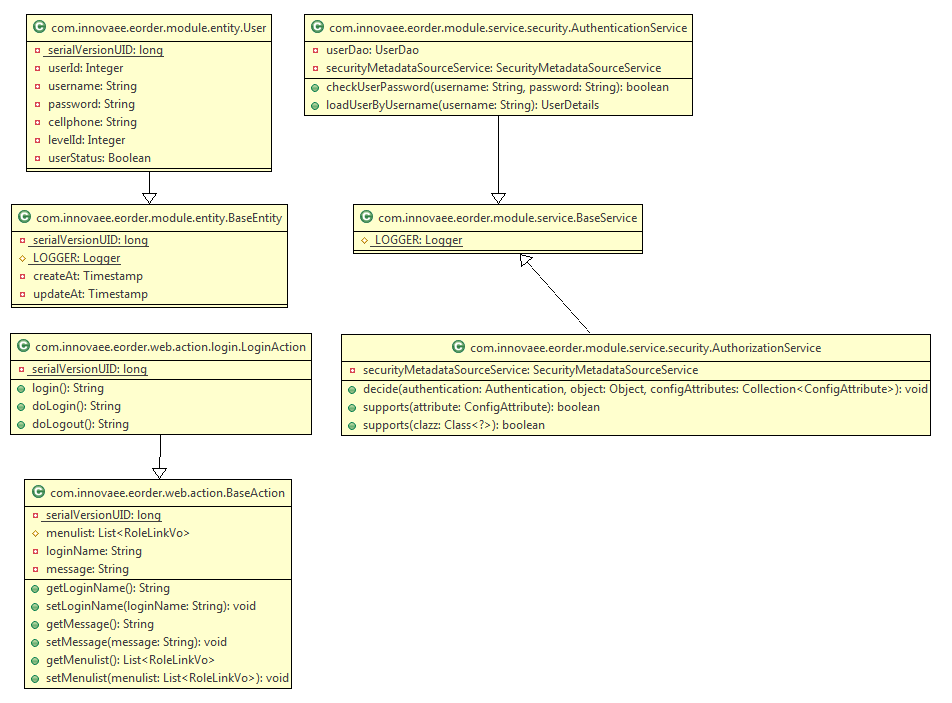 com.innovaee.eorder.module.entity.User
serialVersionUID: long
userId: Integer
username: String
password: String
cellphone: String
levelId: Integer
userStatus: Boolean
com.innovaee.eorder.module.service.security.AuthenticationService
userDao: UserDao
securityMetadataSourceService: SecurityMetadataSourceService
checkUserPassword(username: String, password: String): boolean
loadUserByUsername(username: String): UserDetails
com.innovaee.eorder.module.entity.BaseEntity
serialVersionUID: long
LOGGER: Logger
createAt: Timestamp
updateAt: Timestamp
com.innovaee.eorder.module.service.BaseService
LOGGER: Logger
com.innovaee.eorder.web.action.login.LoginAction
serialVersionUID: long
login(): String
doLogin(): String
doLogout(): String
com.innovaee.eorder.module.service.security.AuthorizationService
securityMetadataSourceService: SecurityMetadataSourceService
decide(authentication: Authentication, object: Object, configAttributes: Collection<ConfigAttribute>): void
supports(attribute: ConfigAttribute): boolean
supports(clazz: Class<?>): boolean
com.innovaee.eorder.web.action.BaseAction
serialVersionUID: long
menulist: List<RoleLinkVo>
loginName: String
message: String
getLoginName(): String
setLoginName(loginName: String): void
getMessage(): String
setMessage(message: String): void
getMenulist(): List<RoleLinkVo>
setMenulist(menulist: List<RoleLinkVo>): void